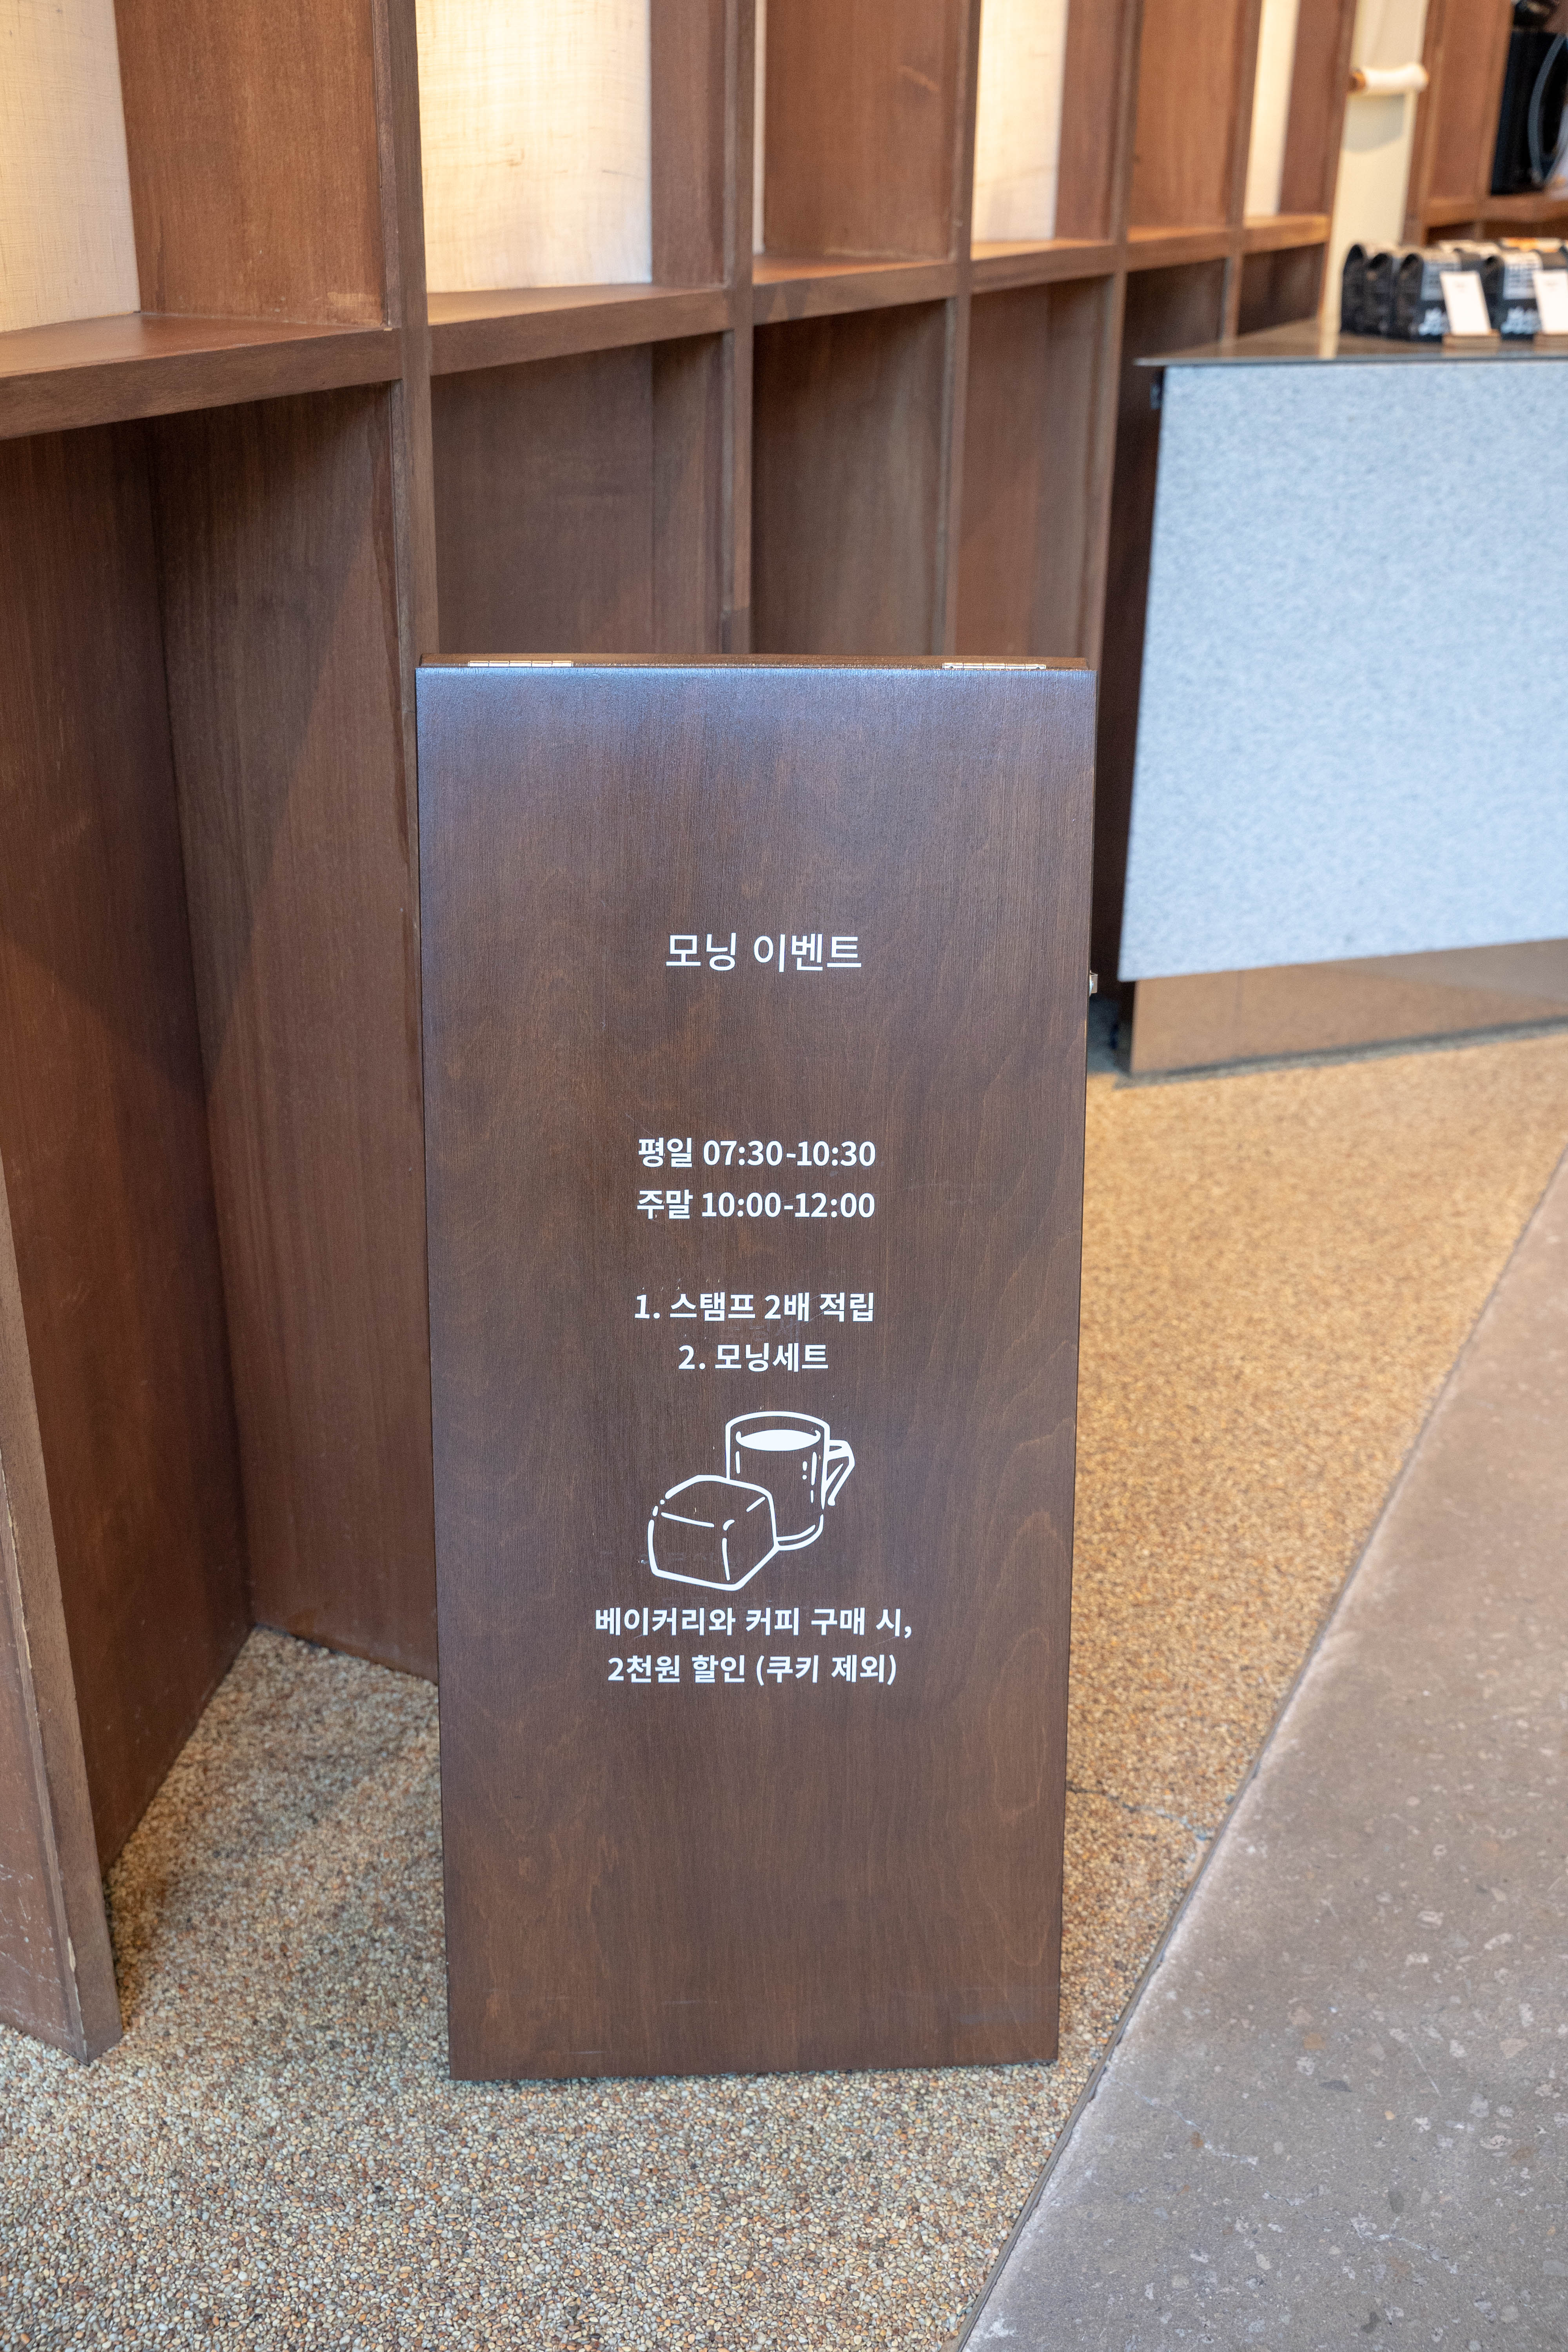 모닝 이벤트
평일 07:30-10:30
주말 10:00-12:00
1. 스탬프 2배 적립
2. 모닝세트
베이커리와 커피 구매 시,
2천원 할인 (쿠키 제외)